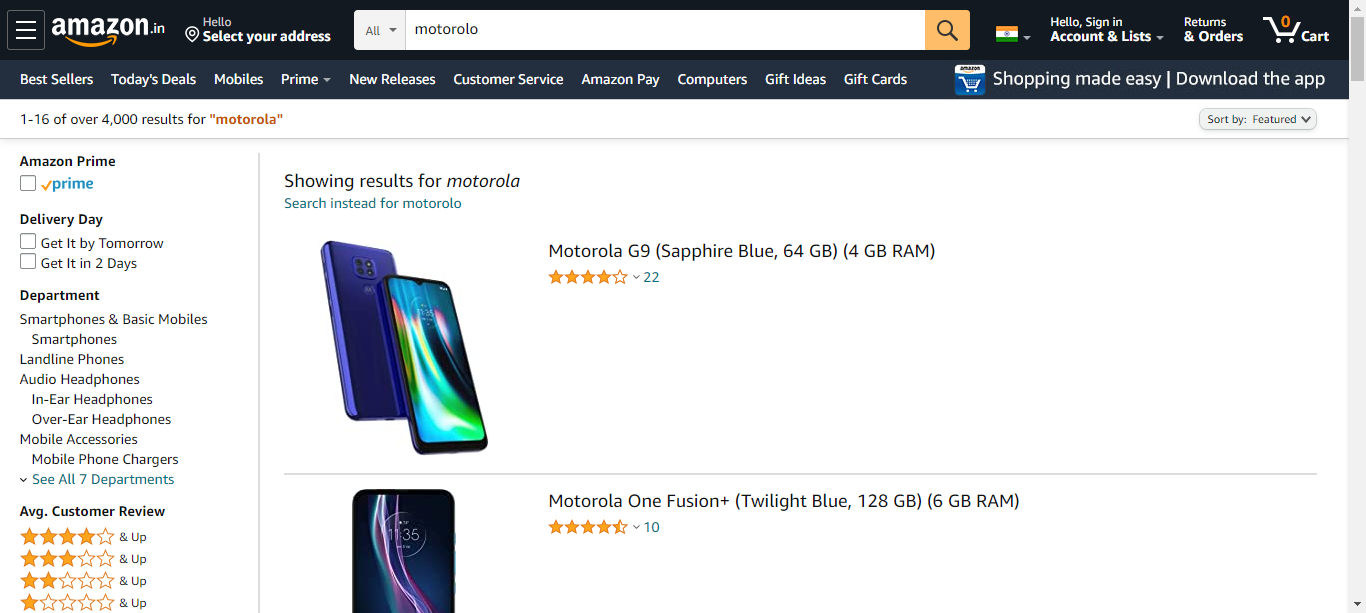 amazon.in
Hello
Select your address
All
motorolo
Hello, Sign in
Account & Lists
Returns
& Orders
0
Cart
Best Sellers
Today's Deals
Mobiles
Prime
New Releases
Customer Service
Amazon Pay
Computers
Gift Ideas
Gift Cards
amazon
Shopping made easy | Download the app
1-16 of over 4,000 results for "motorola"
Sort by: Featured
Amazon Prime
prime
Delivery Day
Get It by Tomorrow
Get It in 2 Days
Department
Smartphones & Basic Mobiles
Smartphones
Landline Phones
Audio Headphones
In-Ear Headphones
Over-Ear Headphones
Mobile Accessories
Mobile Phone Chargers
See All 7 Departments
Avg. Customer Review
& Up
& Up
& Up
& Up
Showing results for motorola
Search instead for motorolo
Motorola G9 (Sapphire Blue, 64 GB) (4 GB RAM)
22
11:35
Motorola One Fusion+ (Twilight Blue, 128 GB) (6 GB RAM)
10
11:35